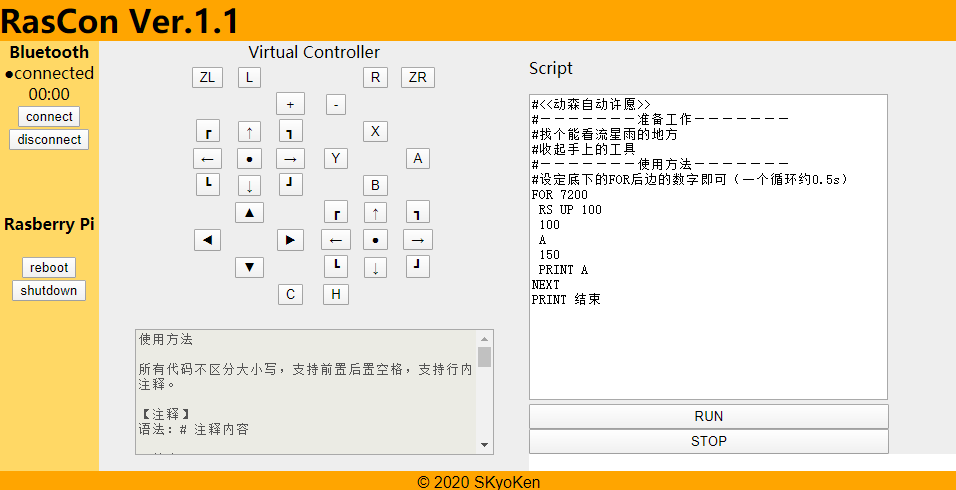 RasCon Ver.1.1
Bluetooth
●connected
00:00
connect
disconnect
Rasberry Pi
reboot
shutdown
Virtual Controller
ZL L R ZR
+ -
┏ ↑ ┓ X
← ● → Y A
┗ ↓ ┛ B
▲ ┏ ↑ ┓
◀ ▶ ← ● →
▼ ┗ ↓ ┛
C H
使用方法
所有代码不区分大小写，支持前置后置空格，支持行内
注释。
【注释】
语法：# 注释内容
Script
#<<动森自动许愿>>
#－－－－－－－准备工作－－－－－－－
#找个能看流星雨的地方
#收起手上的工具
#－－－－－－－使用方法－－－－－－－
#设定底下的FOR后边的数字即可（一个循环约0.5s）
FOR 7200
RS UP 100
100
A
150
PRINT A
NEXT
PRINT 结束
RUN
STOP
© 2020 SKyoKen